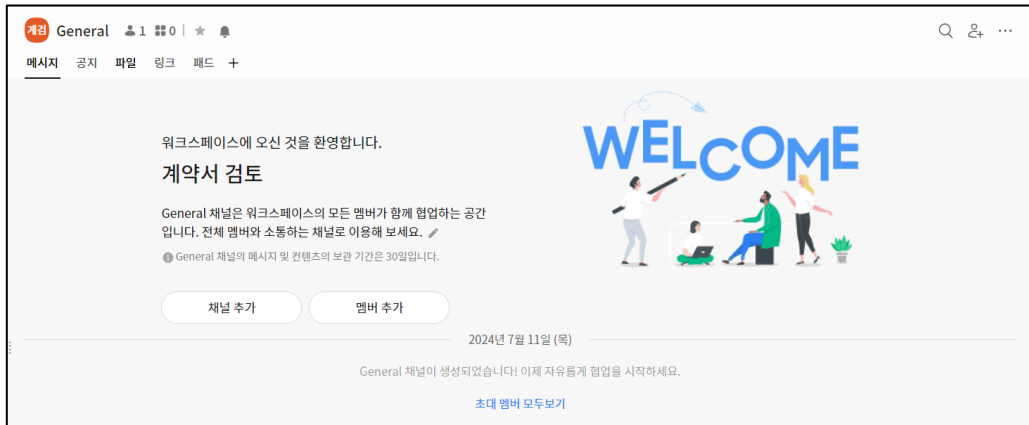 계검 General 1 0
메시지 공지 파일 링크 패드 +
WELCOME
워크스페이스에 오신 것을 환영합니다.
계약서 검토
General 채널은 워크스페이스의 모든 멤버가 함께 협업하는 공간
입니다. 전체 멤버와 소통하는 채널로 이용해 보세요.
General 채널의 메시지 및 컨텐츠의 보관 기간은 30일입니다.
채널 추가 멤버 추가
2024년 7월 11일 (목)
General 채널이 생성되었습니다! 이제 자유롭게 협업을 시작하세요.
초대 멤버 모두보기